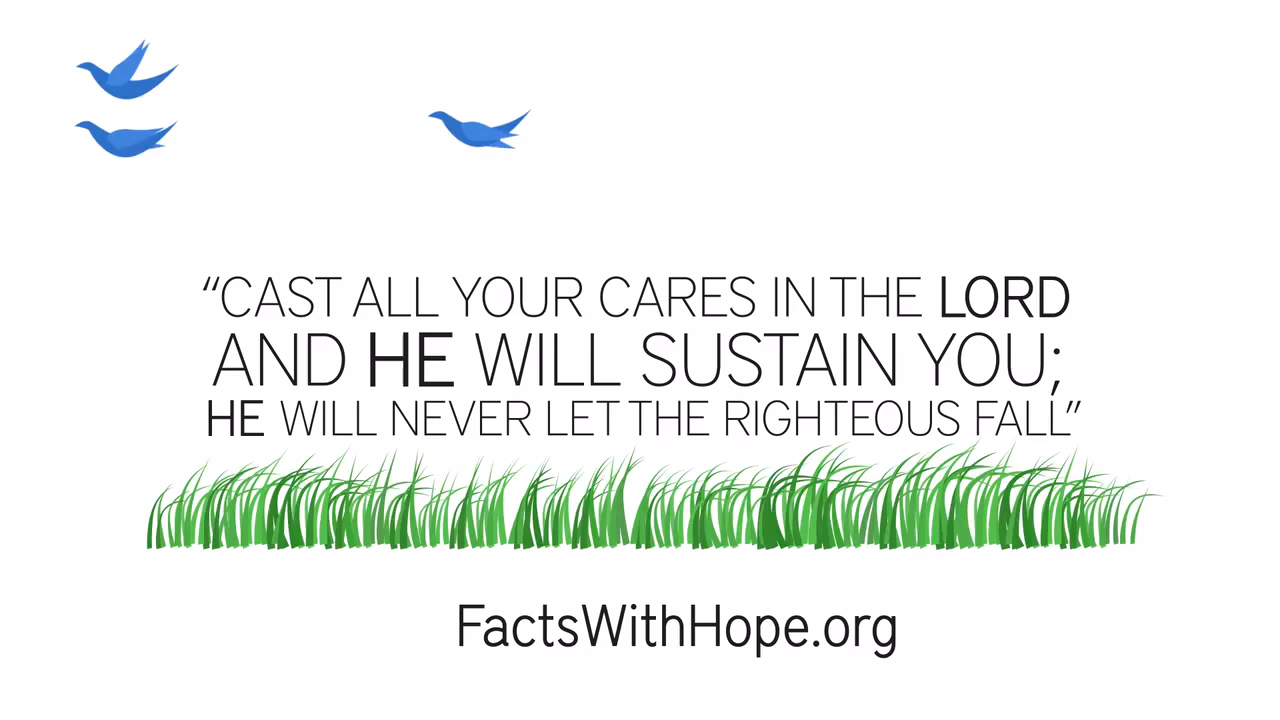 “CAST ALL YOUR CARES IN THE LORD
AND HE WILL SUSTAIN YOU;
HE WILL NEVER LET THE RIGHTEOUS FALL”
FactsWithHope.org